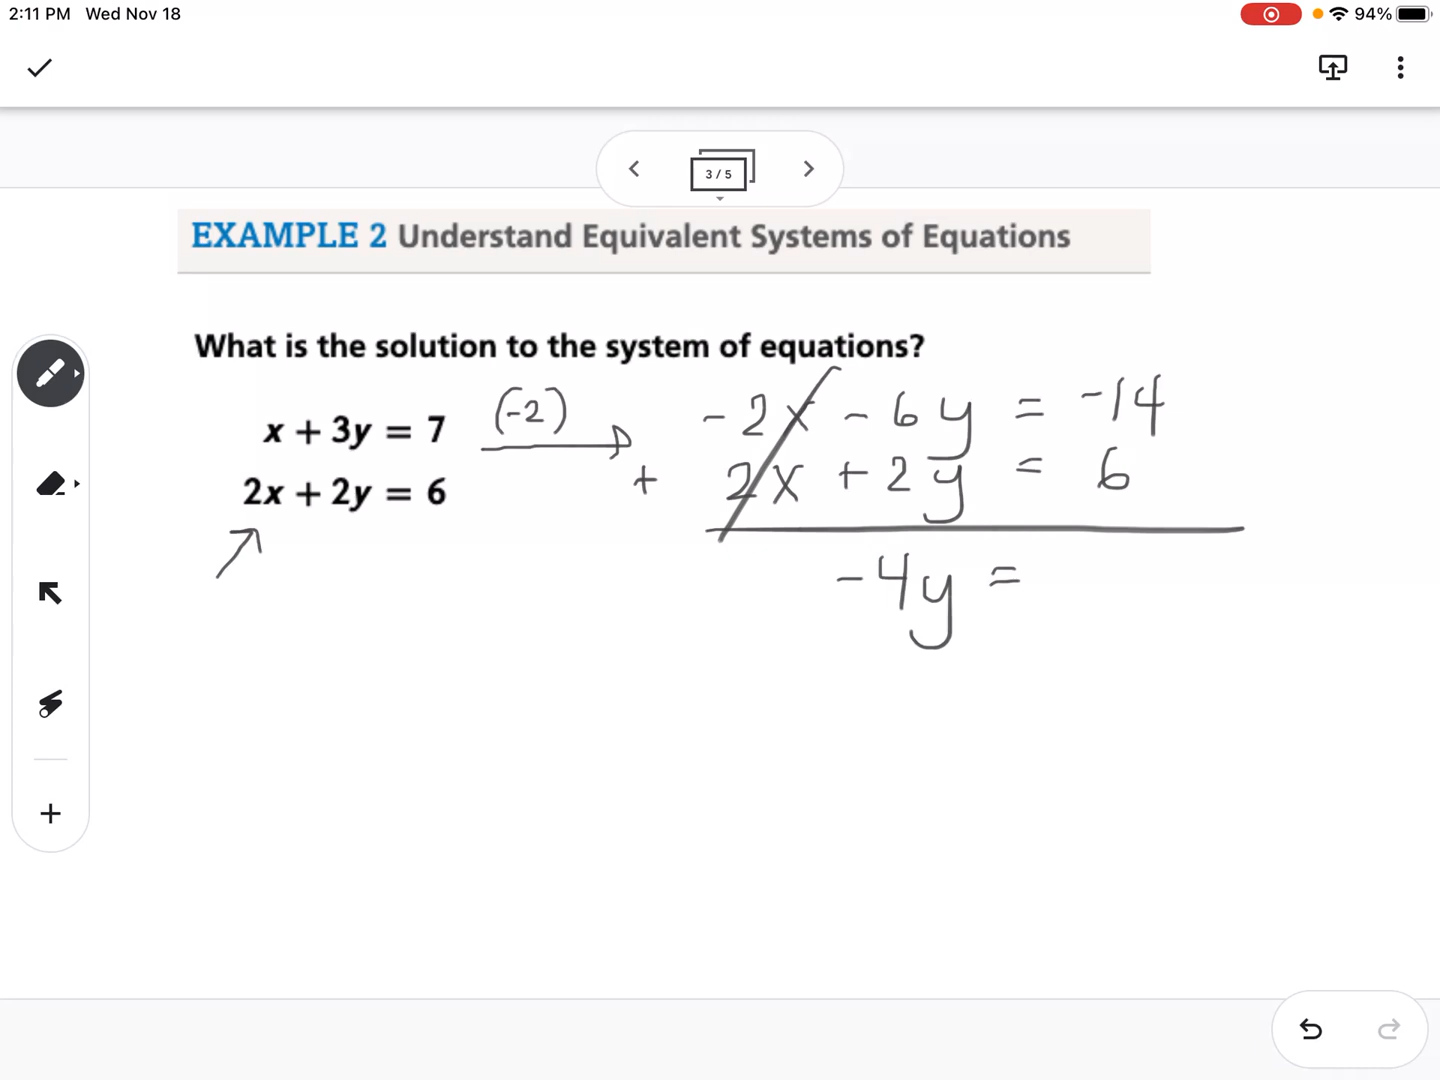 2:11 PM Wed Nov 18 94%
3 / 5
EXAMPLE 2 Understand Equivalent Systems of Equations
What is the solution to the system of equations?
x + 3y = 7 (-2) -2x - 6y = -14
2x + 2y = 6 + 2x + 2y = 6
-4y =